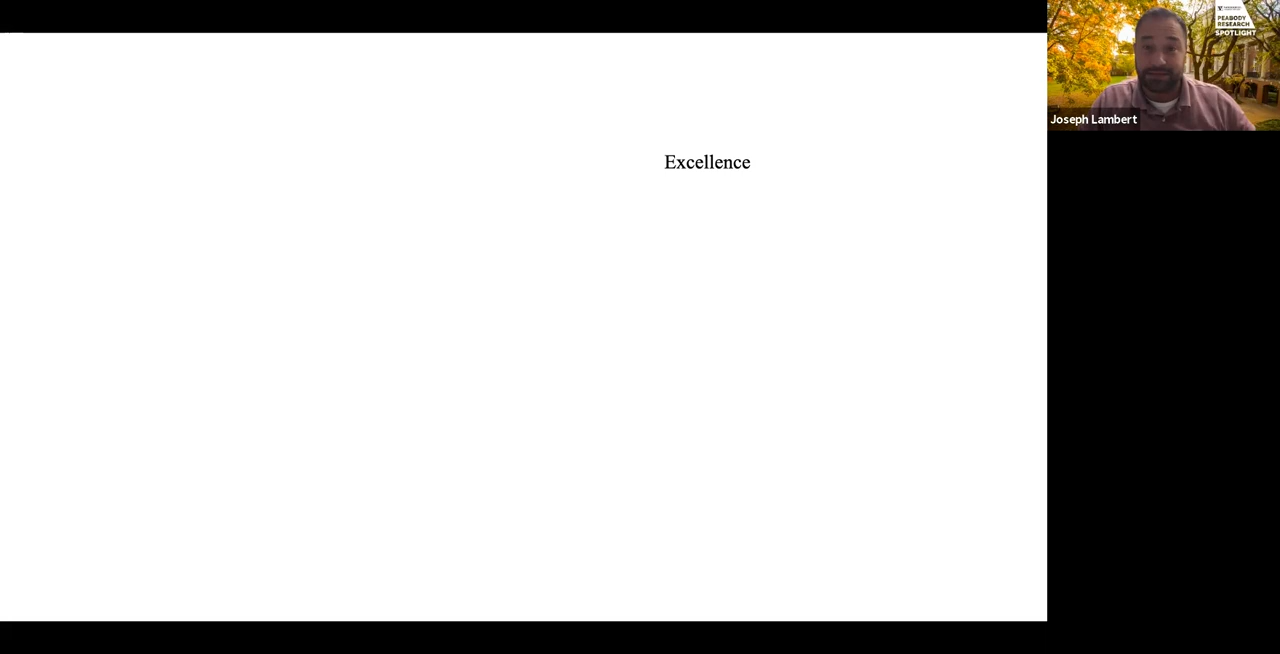 Excellence
PEABODY
RESEARCH
SPOTLIGHT
Joseph Lambert